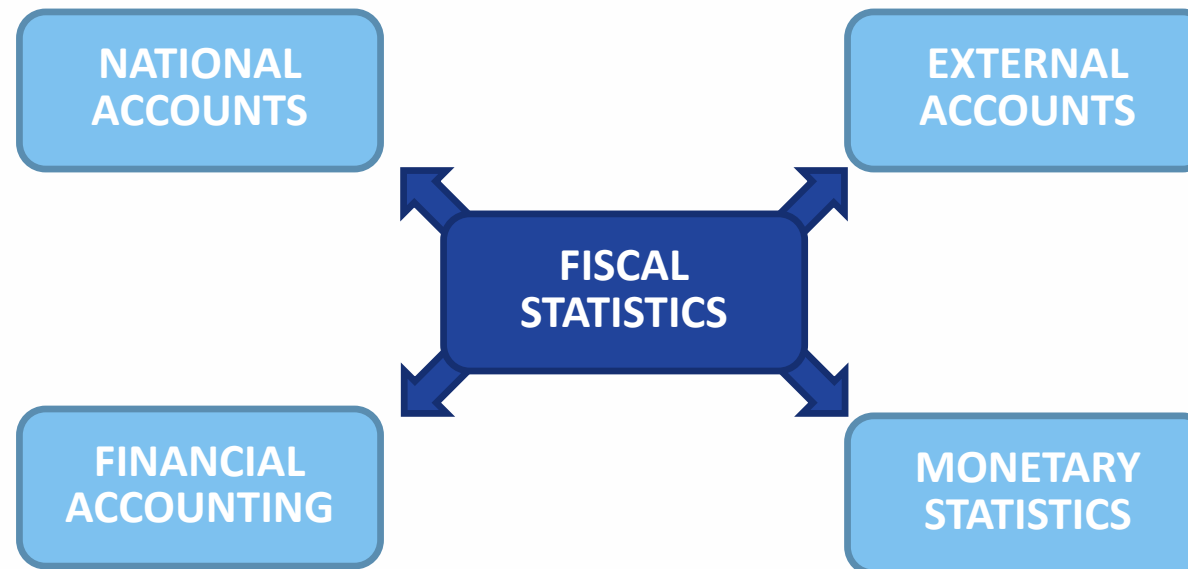 NATIONAL
ACCOUNTS
EXTERNAL
ACCOUNTS
FISCAL
STATISTICS
FINANCIAL
ACCOUNTING
MONETARY
STATISTICS